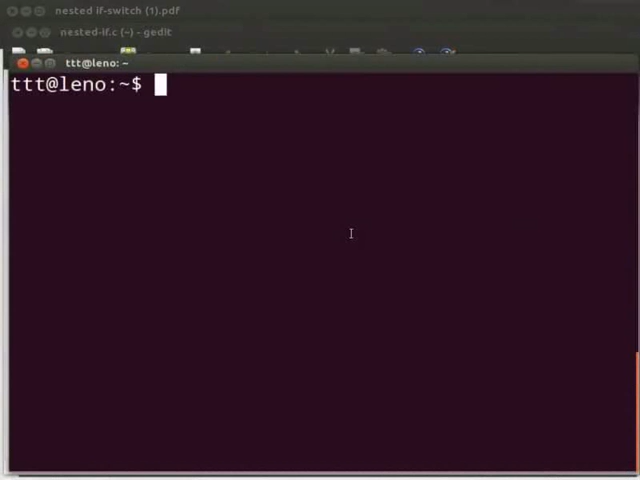 nested if-switch (1).pdf
nested-if.c (~) - gedit
ttt@leno: ~
ttt@leno:~$